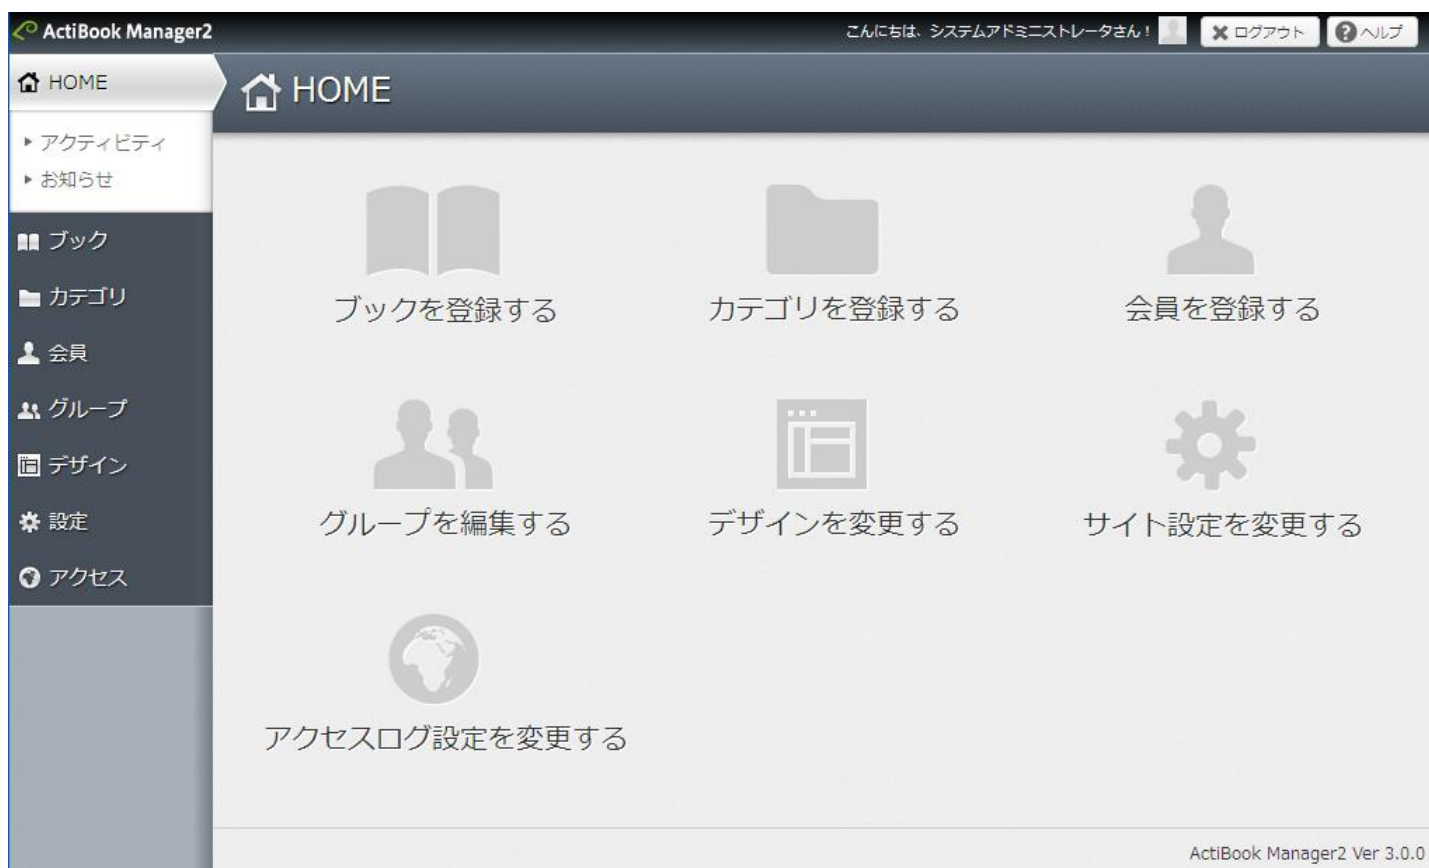 ActiBook Manager2
こんにちは、システムアドミニストレータさん！ ログアウト ヘルプ
HOME
アクティビティ
お知らせ
ブック
カテゴリ
会員
グループ
デザイン
設定
アクセス
HOME
ブックを登録する
カテゴリを登録する
会員を登録する
グループを編集する
デザインを変更する
サイト設定を変更する
アクセスログ設定を変更する
ActiBook Manager2 Ver 3.0.0